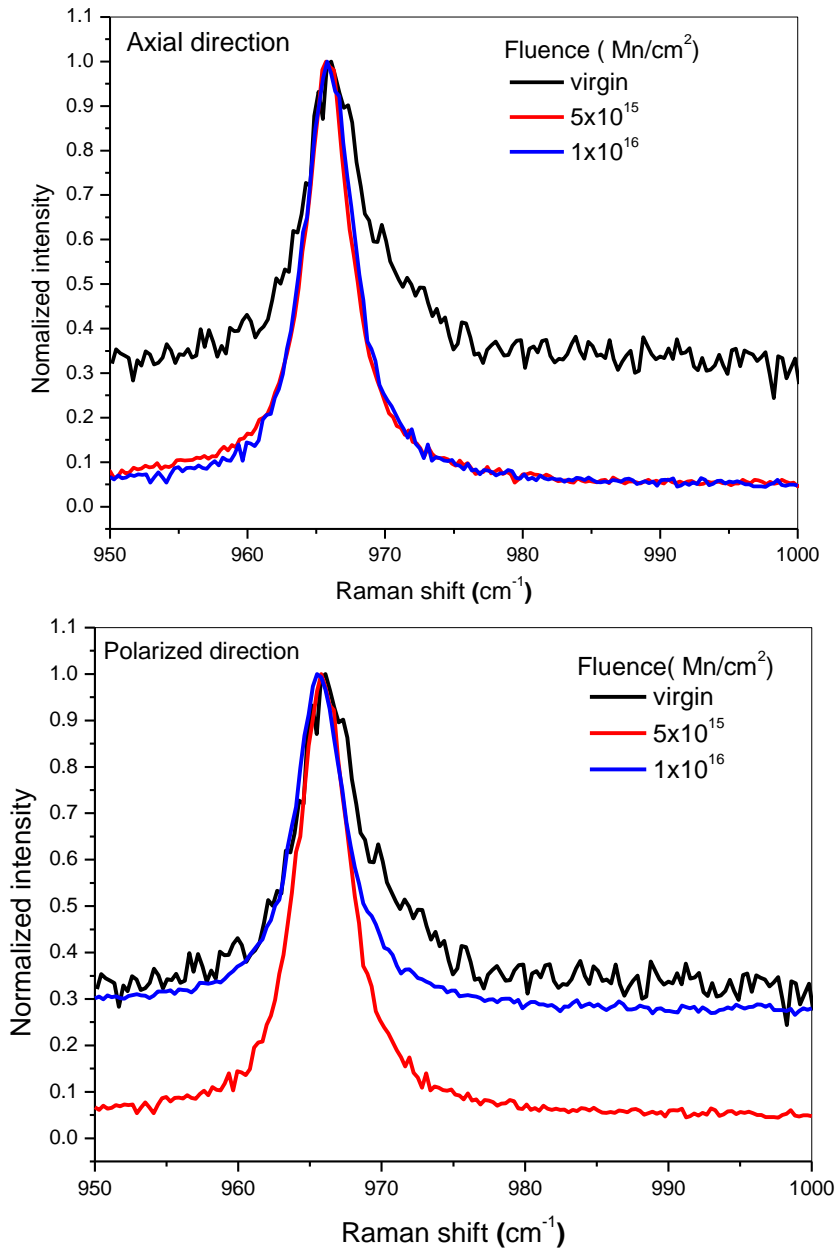 Axial direction
Fluence ( Mn/cm²)
virgin
5x10¹⁵
1x10¹⁶
1.1
1.0
0.9
0.8
0.7
0.6
0.5
0.4
0.3
0.2
0.1
0.0
Nomalized intensity
950 960 970 980 990 1000
Raman shift (cm⁻¹)
Polarized direction
Fluence( Mn/cm²)
virgin
5x10¹⁵
1x10¹⁶
1.1
1.0
0.9
0.8
0.7
0.6
0.5
0.4
0.3
0.2
0.1
0.0
Normalized intensity
950 960 970 980 990 1000
Raman shift (cm⁻¹)